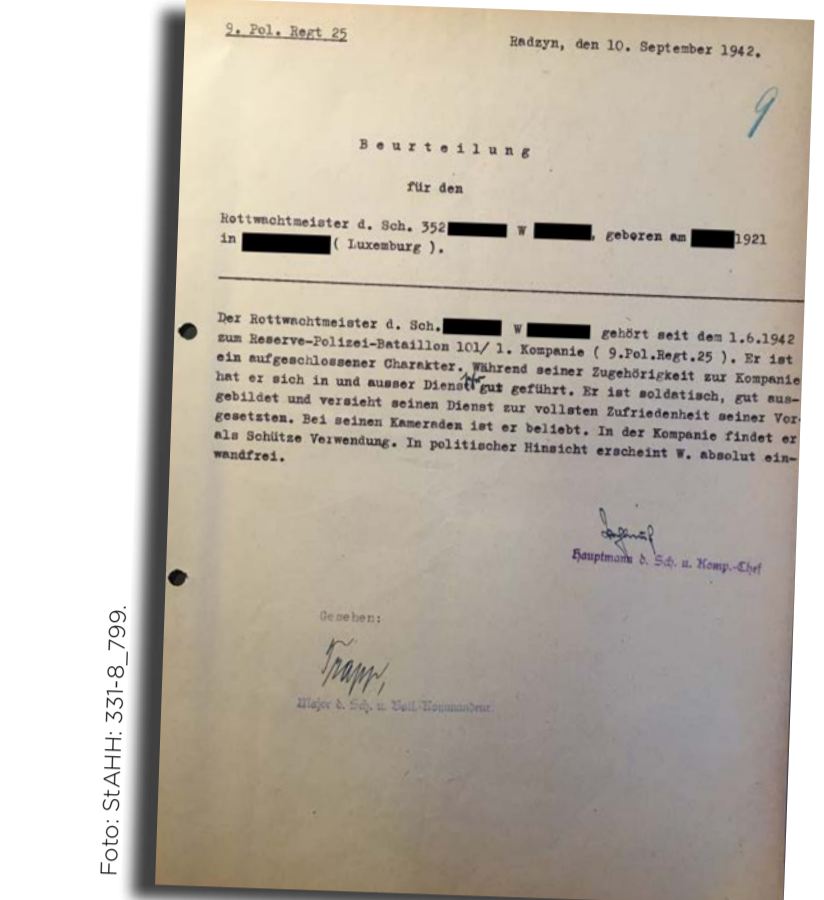 9. Pol. Regt 25
Radzyn, den 10. September 1942.
9
Beurteilung
für den
Rottwachtmeister d. Sch. 352 W , geboren am 1921
in ( Luxemburg ).
Der Rottwachtmeister d. Sch. W gehört seit dem 1.6.1942
zum Reserve-Polizei-Bataillon 101/ 1. Kompanie ( 9.Pol.Regt.25 ). Er ist
ein aufgeschlossener Charakter. Während seiner Zugehörigkeit zur Kompanie
hat er sich in und ausser Dienst gut geführt. Er ist soldatisch, gut aus-
gebildet und versieht seinen Dienst zur vollsten Zufriedenheit seiner Vor-
gesetzten. Bei seinen Kameraden ist er beliebt. In der Kompanie findet er
als Schütze Verwendung. In politischer Hinsicht erscheint W. absolut ein-
wandfrei.
Hauptmann d. Sch. u. Komp.-Chef
Gesehen:
Trapp,
Major d. Sch. u. Batl.-Kommandeur.
Foto: StAHH: 331-8_799.